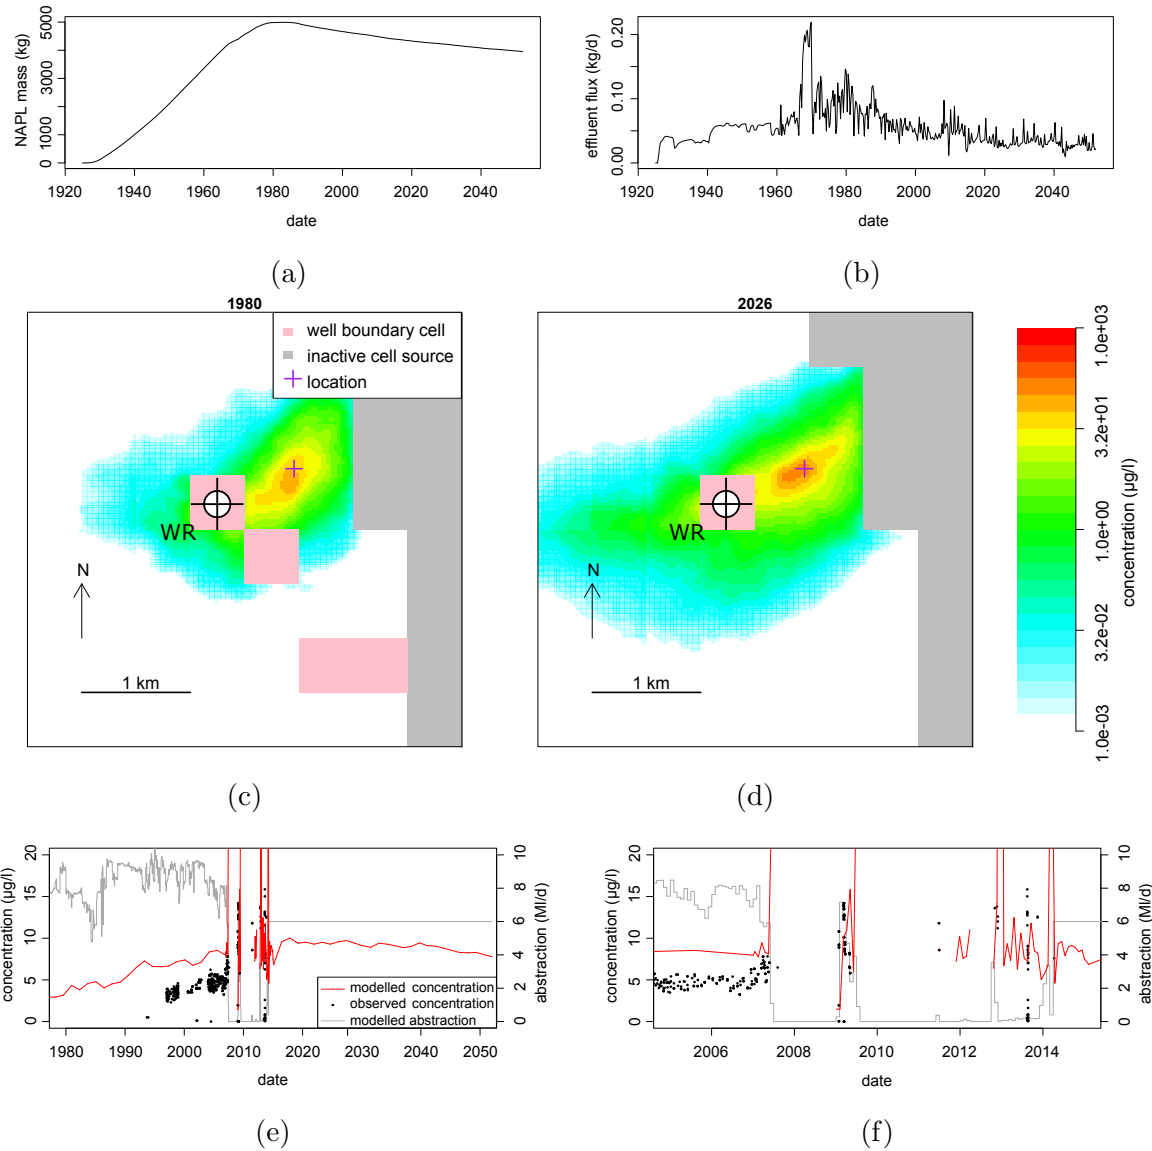 NAPL mass (kg)
0 1000 3000 5000
1920 1940 1960 1980 2000 2020 2040
date
(a)
effluent flux (kg/d)
0.00 0.10 0.20
1920 1940 1960 1980 2000 2020 2040
date
(b)
1980
well boundary cell
inactive cell source
location
WR
N
1 km
(c)
2026
WR
N
1 km
(d)
1.0e-03 3.2e-02 1.0e+00 3.2e+01 1.0e+03
concentration (µg/l)
concentration (µg/l)
0 5 10 15 20
modelled concentration
observed concentration
modelled abstraction
0 2 4 6 8 10
abstraction (Ml/d)
1980 1990 2000 2010 2020 2030 2040 2050
date
(e)
concentration (µg/l)
0 5 10 15 20
0 2 4 6 8 10
abstraction (Ml/d)
2006 2008 2010 2012 2014
date
(f)